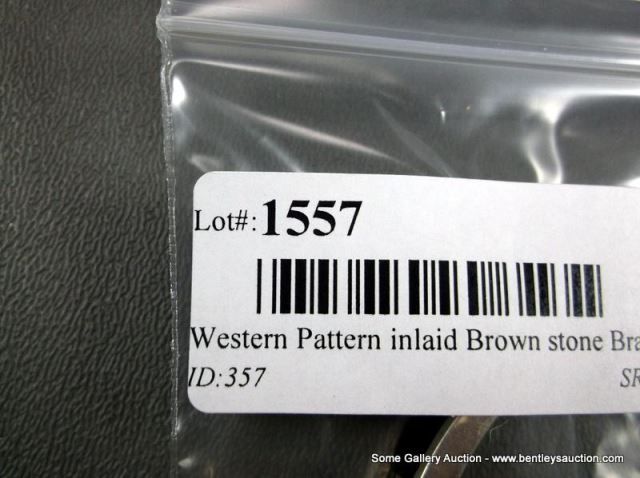 Lot#: 1557
Western Pattern inlaid Brown stone Bra
ID:357 SR
Some Gallery Auction - www.bentleysauction.com